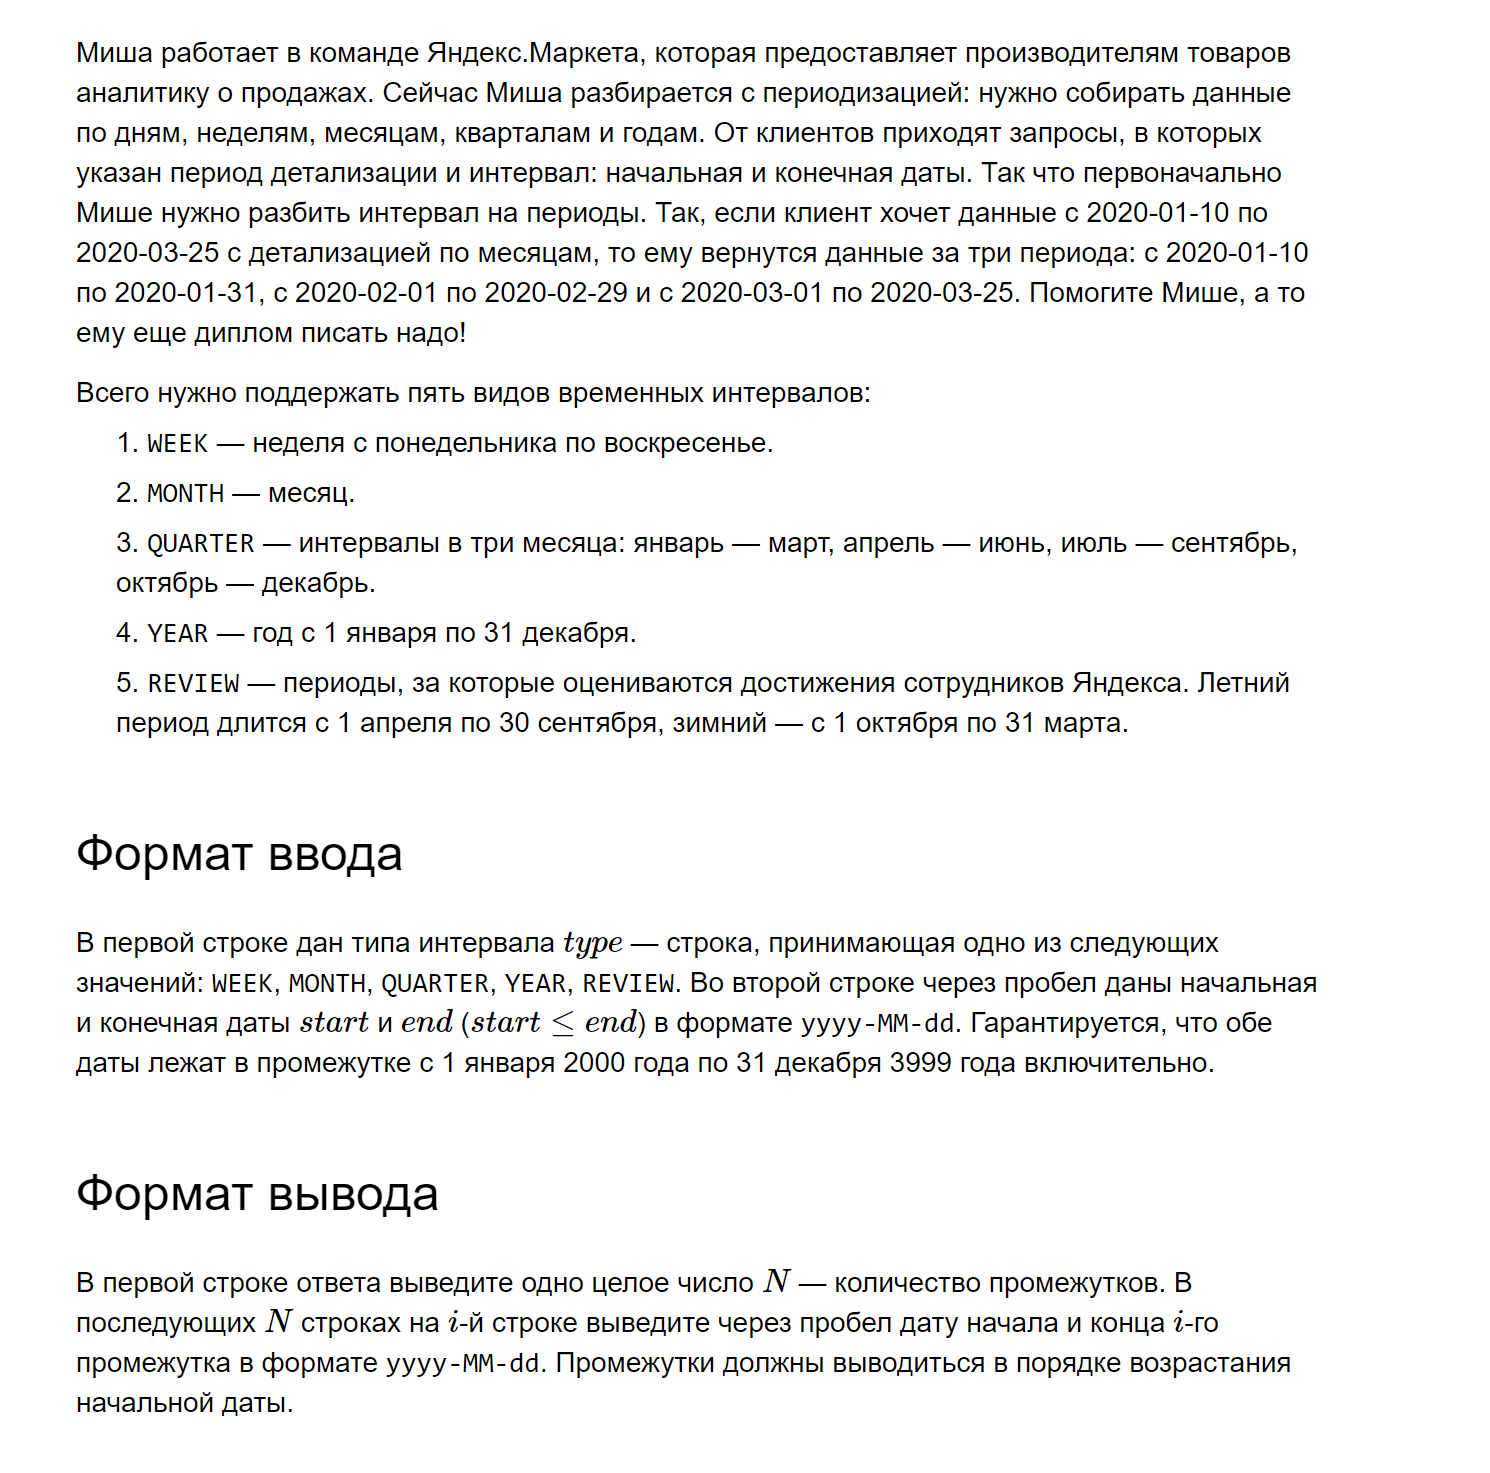 Миша работает в команде Яндекс.Маркета, которая предоставляет производителям товаров
аналитику о продажах. Сейчас Миша разбирается с периодизацией: нужно собирать данные
по дням, неделям, месяцам, кварталам и годам. От клиентов приходят запросы, в которых
указан период детализации и интервал: начальная и конечная даты. Так что первоначально
Мише нужно разбить интервал на периоды. Так, если клиент хочет данные с 2020-01-10 по
2020-03-25 с детализацией по месяцам, то ему вернутся данные за три периода: с 2020-01-10
по 2020-01-31, с 2020-02-01 по 2020-02-29 и с 2020-03-01 по 2020-03-25. Помогите Мише, а то
ему еще диплом писать надо!
Всего нужно поддержать пять видов временных интервалов:
1. WEEK — неделя с понедельника по воскресенье.
2. MONTH — месяц.
3. QUARTER — интервалы в три месяца: январь — март, апрель — июнь, июль — сентябрь,
октябрь — декабрь.
4. YEAR — год с 1 января по 31 декабря.
5. REVIEW — периоды, за которые оцениваются достижения сотрудников Яндекса. Летний
период длится с 1 апреля по 30 сентября, зимний — с 1 октября по 31 марта.
Формат ввода
В первой строке дан типа интервала type — строка, принимающая одно из следующих
значений: WEEK, MONTH, QUARTER, YEAR, REVIEW. Во второй строке через пробел даны начальная
и конечная даты start и end (start ≤ end) в формате yyyy-MM-dd. Гарантируется, что обе
даты лежат в промежутке с 1 января 2000 года по 31 декабря 3999 года включительно.
Формат вывода
В первой строке ответа выведите одно целое число N — количество промежутков. В
последующих N строках на i-й строке выведите через пробел дату начала и конца i-го
промежутка в формате yyyy-MM-dd. Промежутки должны выводиться в порядке возрастания
начальной даты.